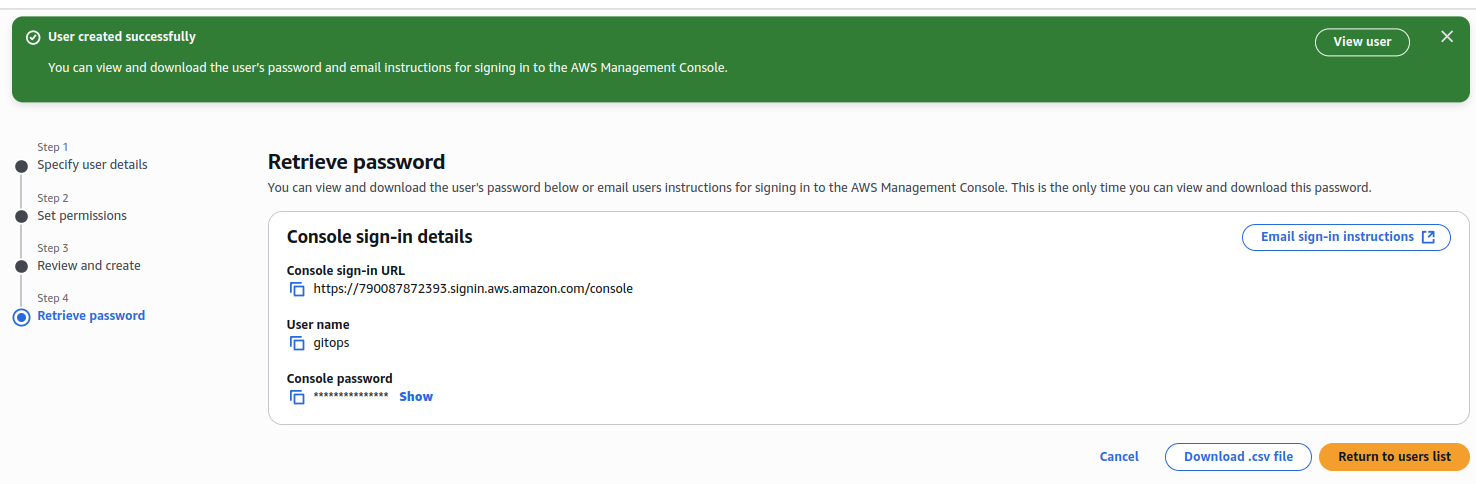 User created successfully
View user
You can view and download the user's password and email instructions for signing in to the AWS Management Console.
Step 1
Specify user details
Step 2
Set permissions
Step 3
Review and create
Step 4
Retrieve password
Retrieve password
You can view and download the user's password below or email users instructions for signing in to the AWS Management Console. This is the only time you can view and download this password.
Console sign-in details
Email sign-in instructions
Console sign-in URL
https://790087872393.signin.aws.amazon.com/console
User name
gitops
Console password
*************** Show
Cancel
Download .csv file
Return to users list